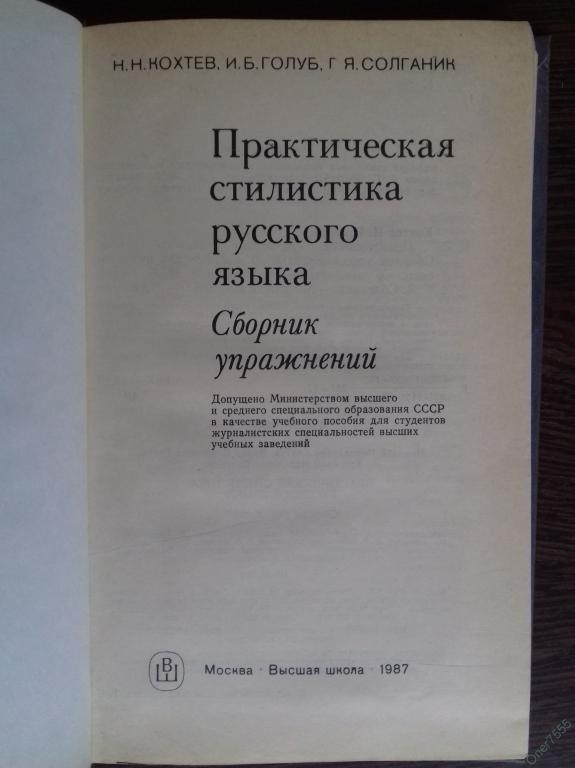 Н. Н. КОХТЕВ, И. Б. ГОЛУБ, Г Я. СОЛГАНИК
Практическая
стилистика
русского
языка
Сборник
упражнений
Допущено Министерством высшего
и среднего специального образования СССР
в качестве учебного пособия для студентов
журналистских специальностей высших
учебных заведений
ВШ
Москва · Высшая школа · 1987
Oner7555